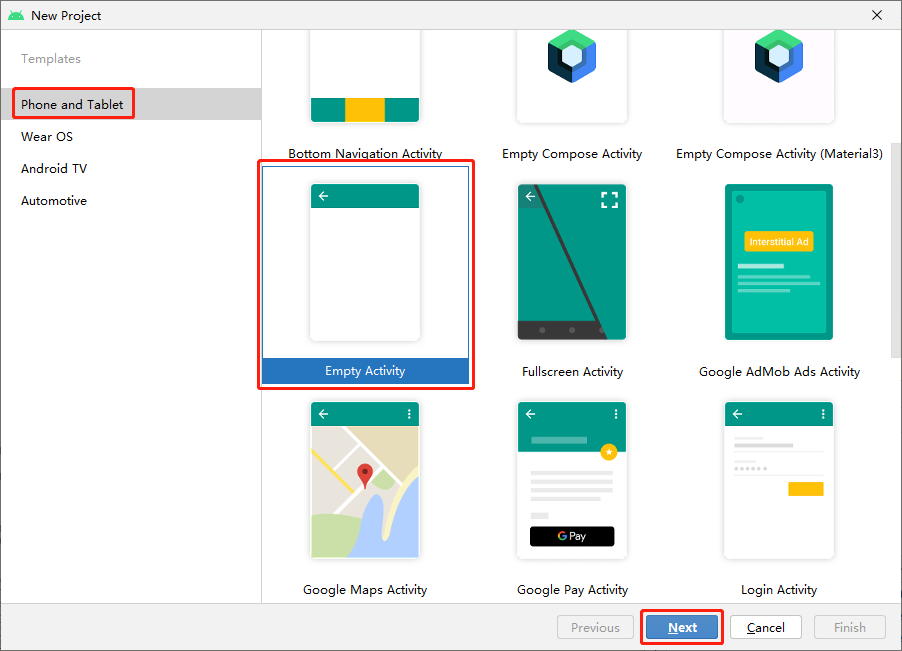 New Project
Templates
Phone and Tablet
Wear OS
Android TV
Automotive
Bottom Navigation Activity
Empty Compose Activity
Empty Compose Activity (Material3)
Interstitial Ad
Empty Activity
Fullscreen Activity
Google AdMob Ads Activity
G Pay
Google Maps Activity
Google Pay Activity
Login Activity
Previous
Next
Cancel
Finish